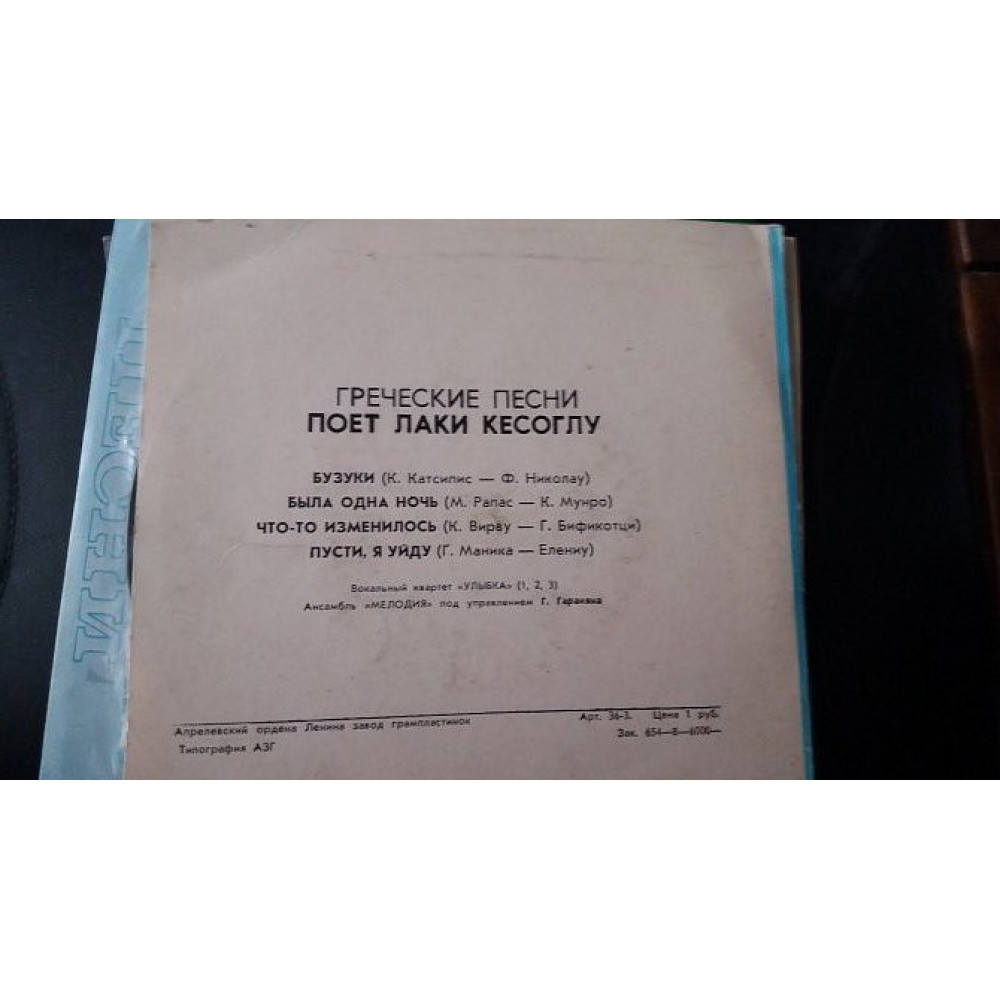 ПЕСНИ
ГРЕЧЕСКИЕ ПЕСНИ
ПОЕТ ЛАКИ КЕСОГЛУ
БУЗУКИ (К. Катсипис — Ф. Николау)
БЫЛА ОДНА НОЧЬ (М. Рапас — К. Мунро)
ЧТО-ТО ИЗМЕНИЛОСЬ (К. Вирву — Г. Бификотци)
ПУСТИ, Я УЙДУ (Г. Маника — Елениу)
Вокальный квартет «УЛЫБКА» (1, 2, 3)
Ансамбль «МЕЛОДИЯ» под управлением Г. Гараняна
Апрелевский ордена Ленина завод грампластинок
Типография АЗГ
Арт. 36-3. Цена 1 руб.
Зак. 654—В—6000—